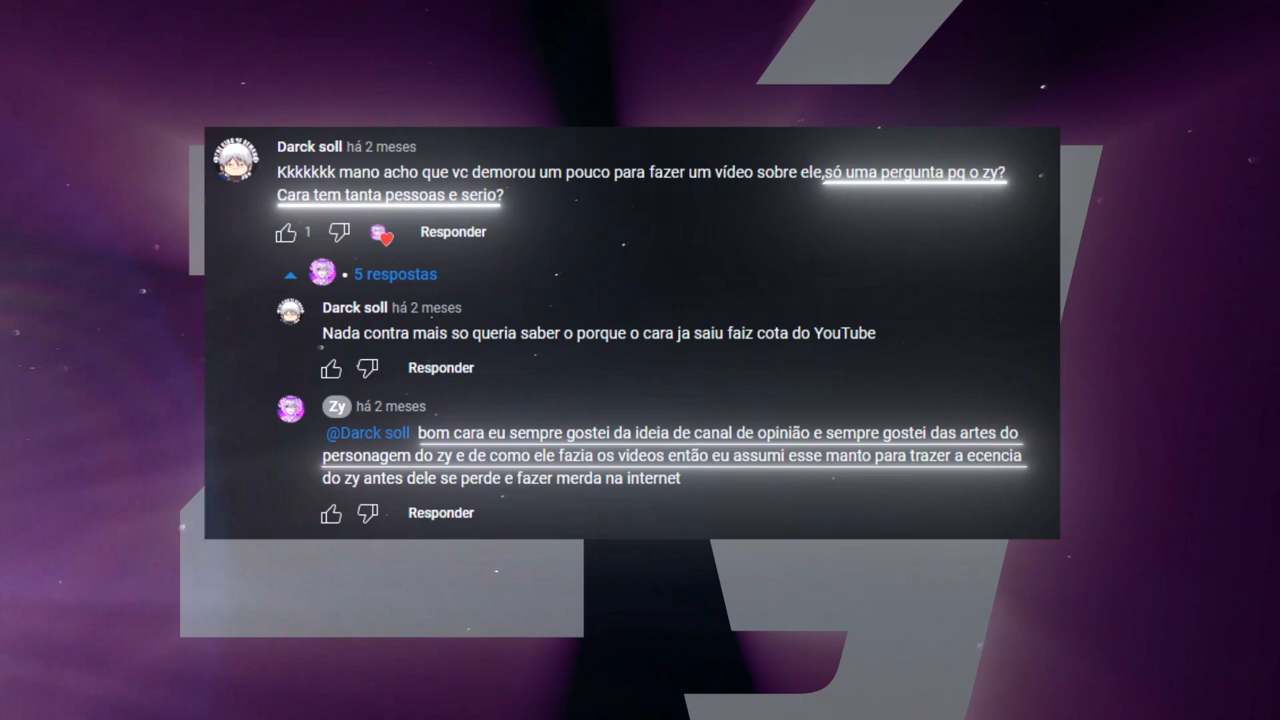 Darck soll há 2 meses
Kkkkkkk mano acho que vc demorou um pouco para fazer um vídeo sobre ele,só uma pergunta pq o zy?
Cara tem tanta pessoas e serio?
1 Responder
5 respostas
Darck soll há 2 meses
Nada contra mais so queria saber o porque o cara ja saiu faiz cota do YouTube
Responder
Zy há 2 meses
@Darck soll bom cara eu sempre gostei da ideia de canal de opinião e sempre gostei das artes do
personagem do zy e de como ele fazia os videos então eu assumi esse manto para trazer a ecencia
do zy antes dele se perde e fazer merda na internet
Responder